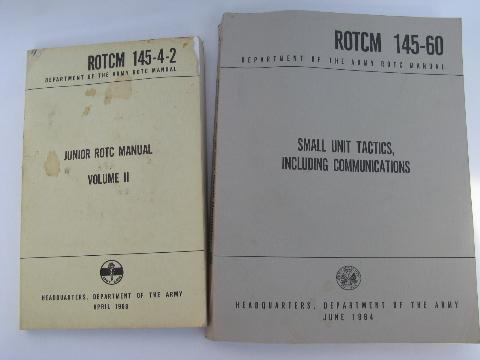 ROTCM 145-4-2
DEPARTMENT OF THE ARMY ROTC MANUAL
JUNIOR ROTC MANUAL
VOLUME II
HEADQUARTERS, DEPARTMENT OF THE ARMY
APRIL
ROTCM 145-60
DEPARTMENT OF THE ARMY ROTC MANUAL
SMALL UNIT TACTICS,
INCLUDING COMMUNICATIONS
HEADQUARTERS, DEPARTMENT OF THE ARMY
JUNE 1964